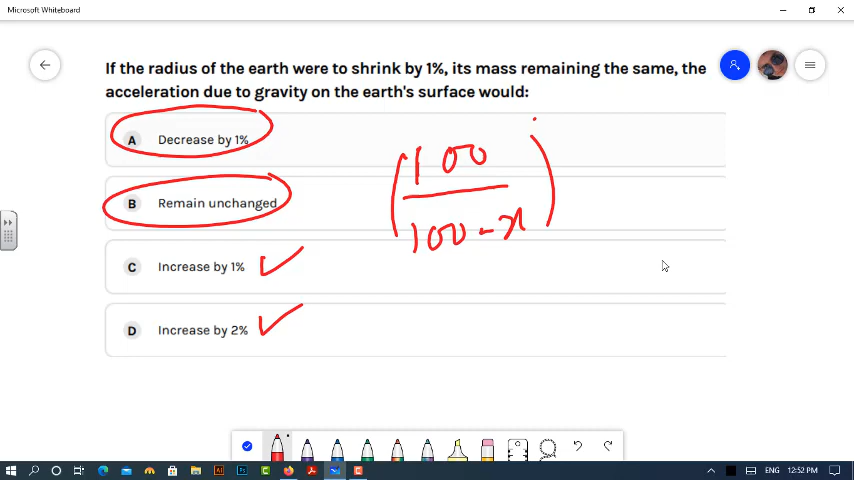 Microsoft Whiteboard
If the radius of the earth were to shrink by 1%, its mass remaining the same, the
acceleration due to gravity on the earth's surface would:
A Decrease by 1%
B Remain unchanged
C Increase by 1%
D Increase by 2%
(100
100-x)
ENG 12:52 PM